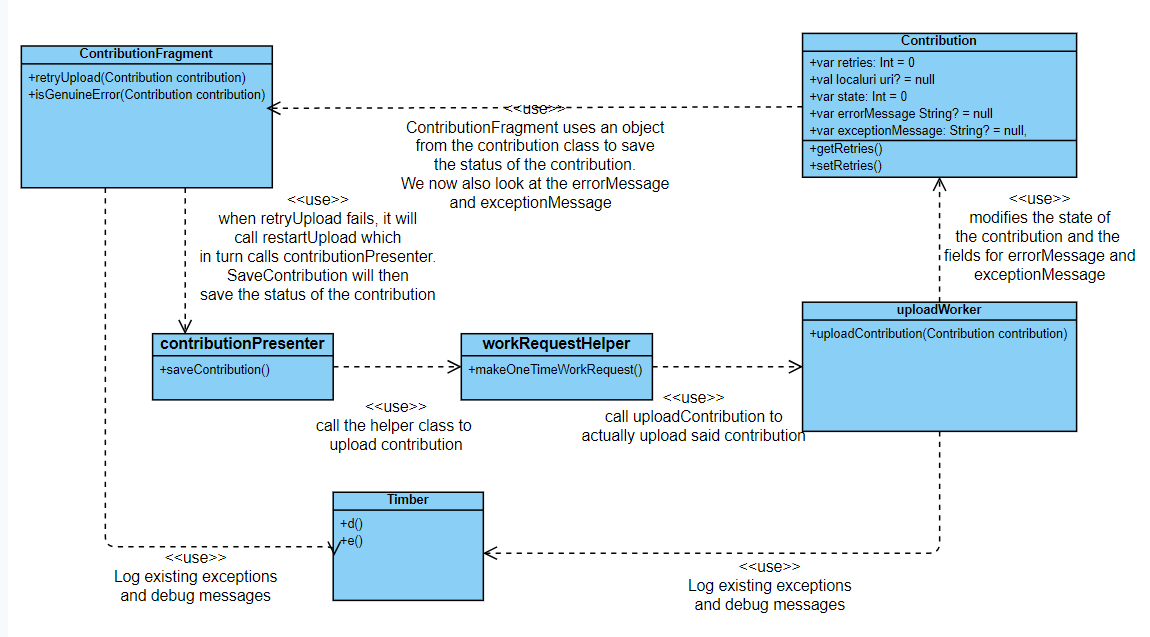 ContributionFragment
+retryUpload(Contribution contribution)
+isGenuineError(Contribution contribution)
Contribution
+var retries: Int = 0
+val localuri uri? = null
+var state: Int = 0
+var errorMessage String? = null
+var exceptionMessage: String? = null,
+getRetries()
+setRetries()
<<use>>
ContributionFragment uses an object
from the contribution class to save
the status of the contribution.
We now also look at the errorMessage
and exceptionMessage
<<use>>
when retryUpload fails, it will
call restartUpload which
in turn calls contributionPresenter.
SaveContribution will then
save the status of the contribution
<<use>>
modifies the state of
the contribution and the
fields for errorMessage and
exceptionMessage
contributionPresenter
+saveContribution()
workRequestHelper
+makeOneTimeWorkRequest()
uploadWorker
+uploadContribution(Contribution contribution)
<<use>>
call the helper class to
upload contribution
<<use>>
call uploadContribution to
actually upload said contribution
Timber
+d()
+e()
<<use>>
Log existing exceptions
and debug messages
<<use>>
Log existing exceptions
and debug messages